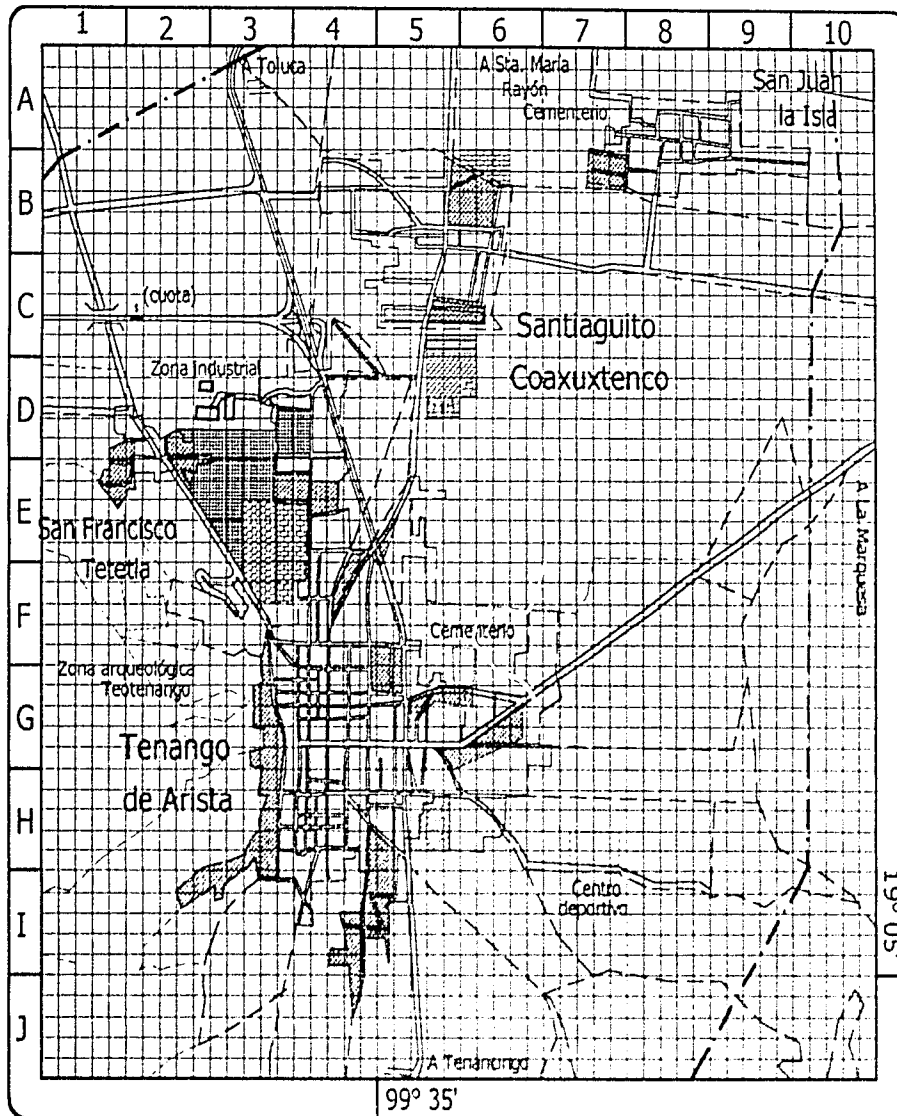 1 2 3 4 5 6 7 8 9 10
A
B
C
D
E
F
G
H
I
J
A Toluca
A Sta. María
Rayón
Cementerio
San Juan
la Isla
(cuota)
Santiaguito
Coaxuxtenco
Zona industrial
San Francisco
Tetetla
A La Marquesa
Cementerio
Zona arqueológica
Teotenango
Tenango
de Arista
Centro
deportivo
19° 05'
A Tenancingo
99° 35'